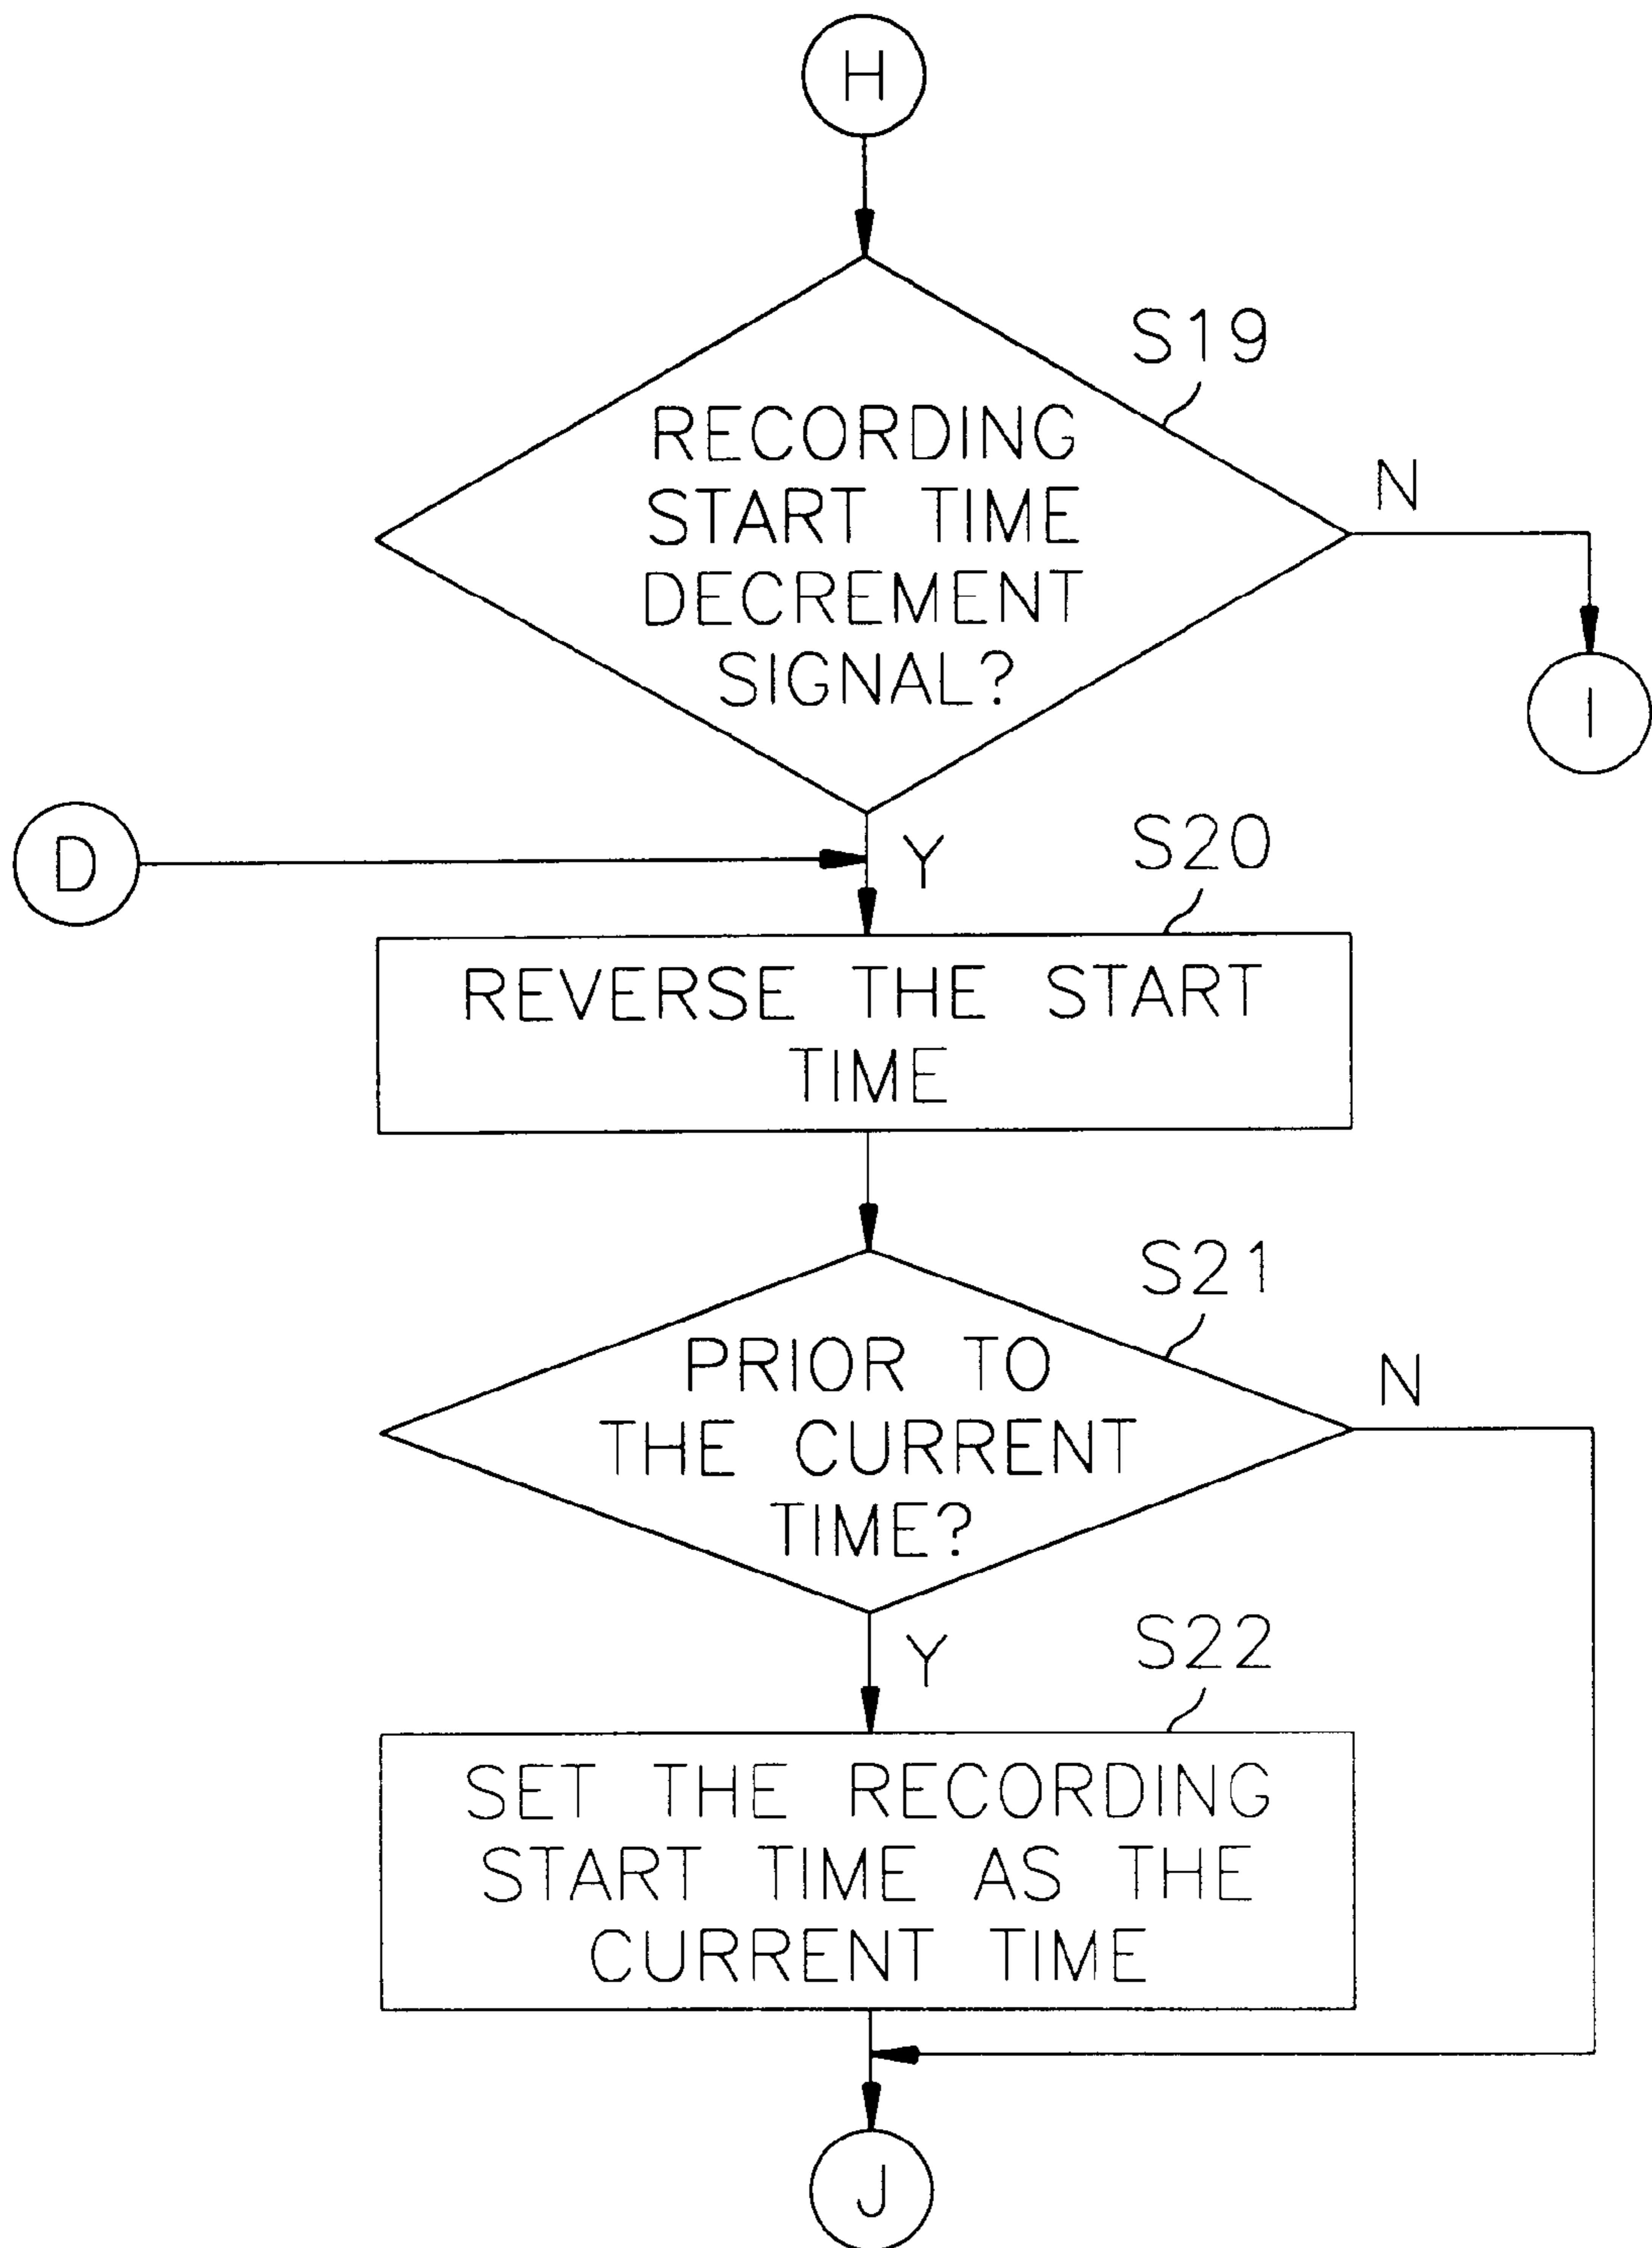 H
S19
RECORDING
START TIME
DECREMENT
SIGNAL?
N
I
D
Y
S20
REVERSE THE START
TIME
S21
PRIOR TO
THE CURRENT
TIME?
N
Y
S22
SET THE RECORDING
START TIME AS THE
CURRENT TIME
J